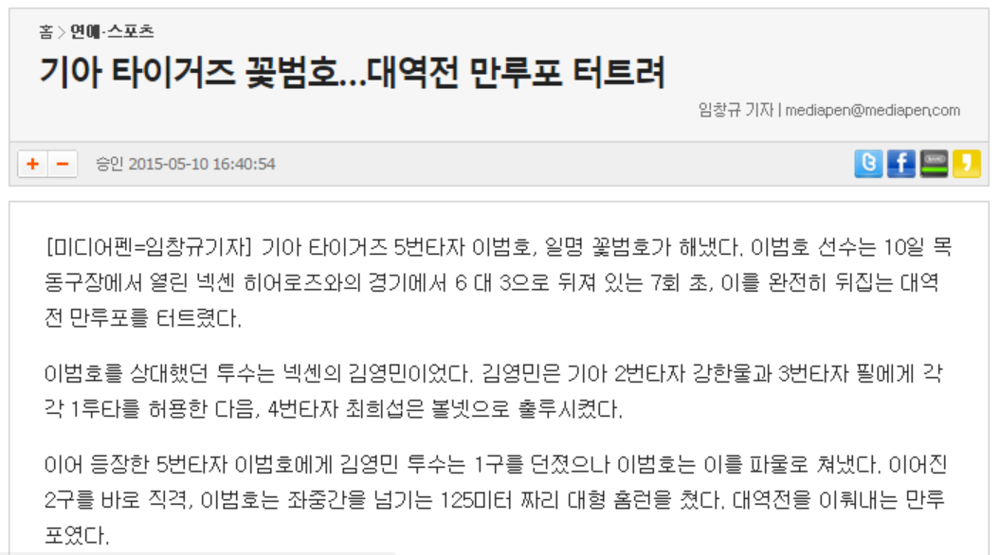 홈 > 연예·스포츠
기아 타이거즈 꽃범호...대역전 만루포 터트려
임창규 기자 | mediapen@mediapen.com
+ − 승인 2015-05-10 16:40:54
[미디어펜=임창규기자] 기아 타이거즈 5번타자 이범호, 일명 꽃범호가 해냈다. 이범호 선수는 10일 목
동구장에서 열린 넥센 히어로즈와의 경기에서 6 대 3으로 뒤져 있는 7회 초, 이를 완전히 뒤집는 대역
전 만루포를 터트렸다.
이범호를 상대했던 투수는 넥센의 김영민이었다. 김영민은 기아 2번타자 강한울과 3번타자 필에게 각
각 1루타를 허용한 다음, 4번타자 최희섭은 볼넷으로 출루시켰다.
이어 등장한 5번타자 이범호에게 김영민 투수는 1구를 던졌으나 이범호는 이를 파울로 쳐냈다. 이어진
2구를 바로 직격, 이범호는 좌중간을 넘기는 125미터 짜리 대형 홈런을 쳤다. 대역전을 이뤄내는 만루
포였다.